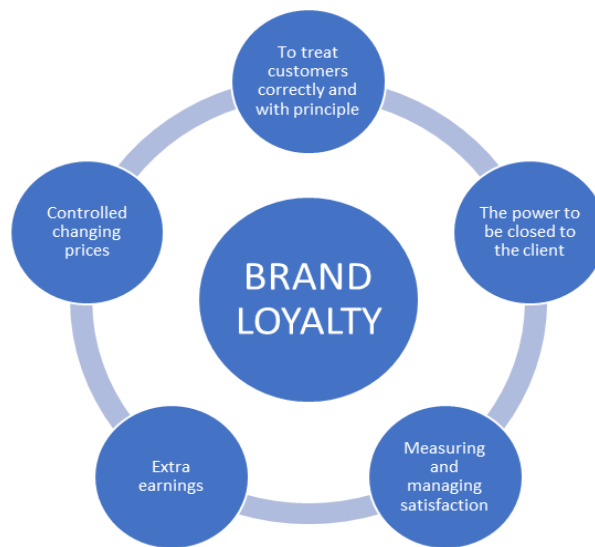 To treat
customers
correctly and
with principle
The power to
be closed to
the client
Measuring
and
managing
satisfaction
Extra
earnings
Controlled
changing
prices
BRAND
LOYALTY